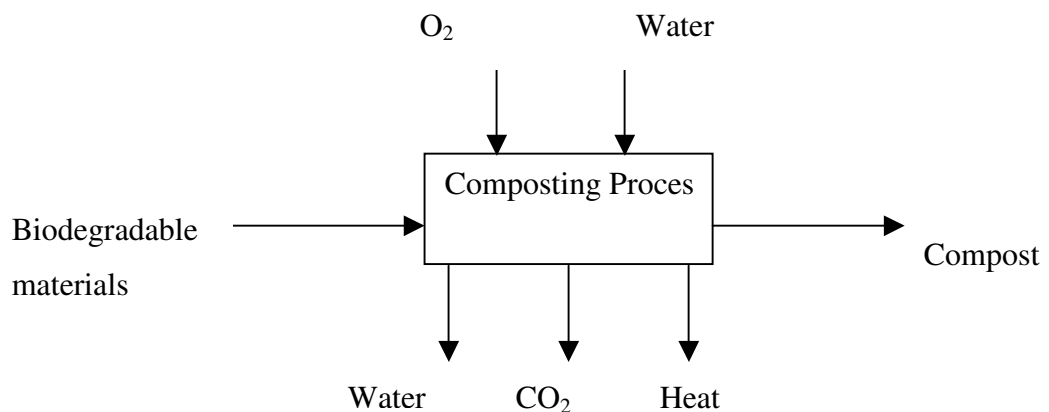 O₂ Water
Composting Proces
Biodegradable
materials
Compost
Water CO₂ Heat